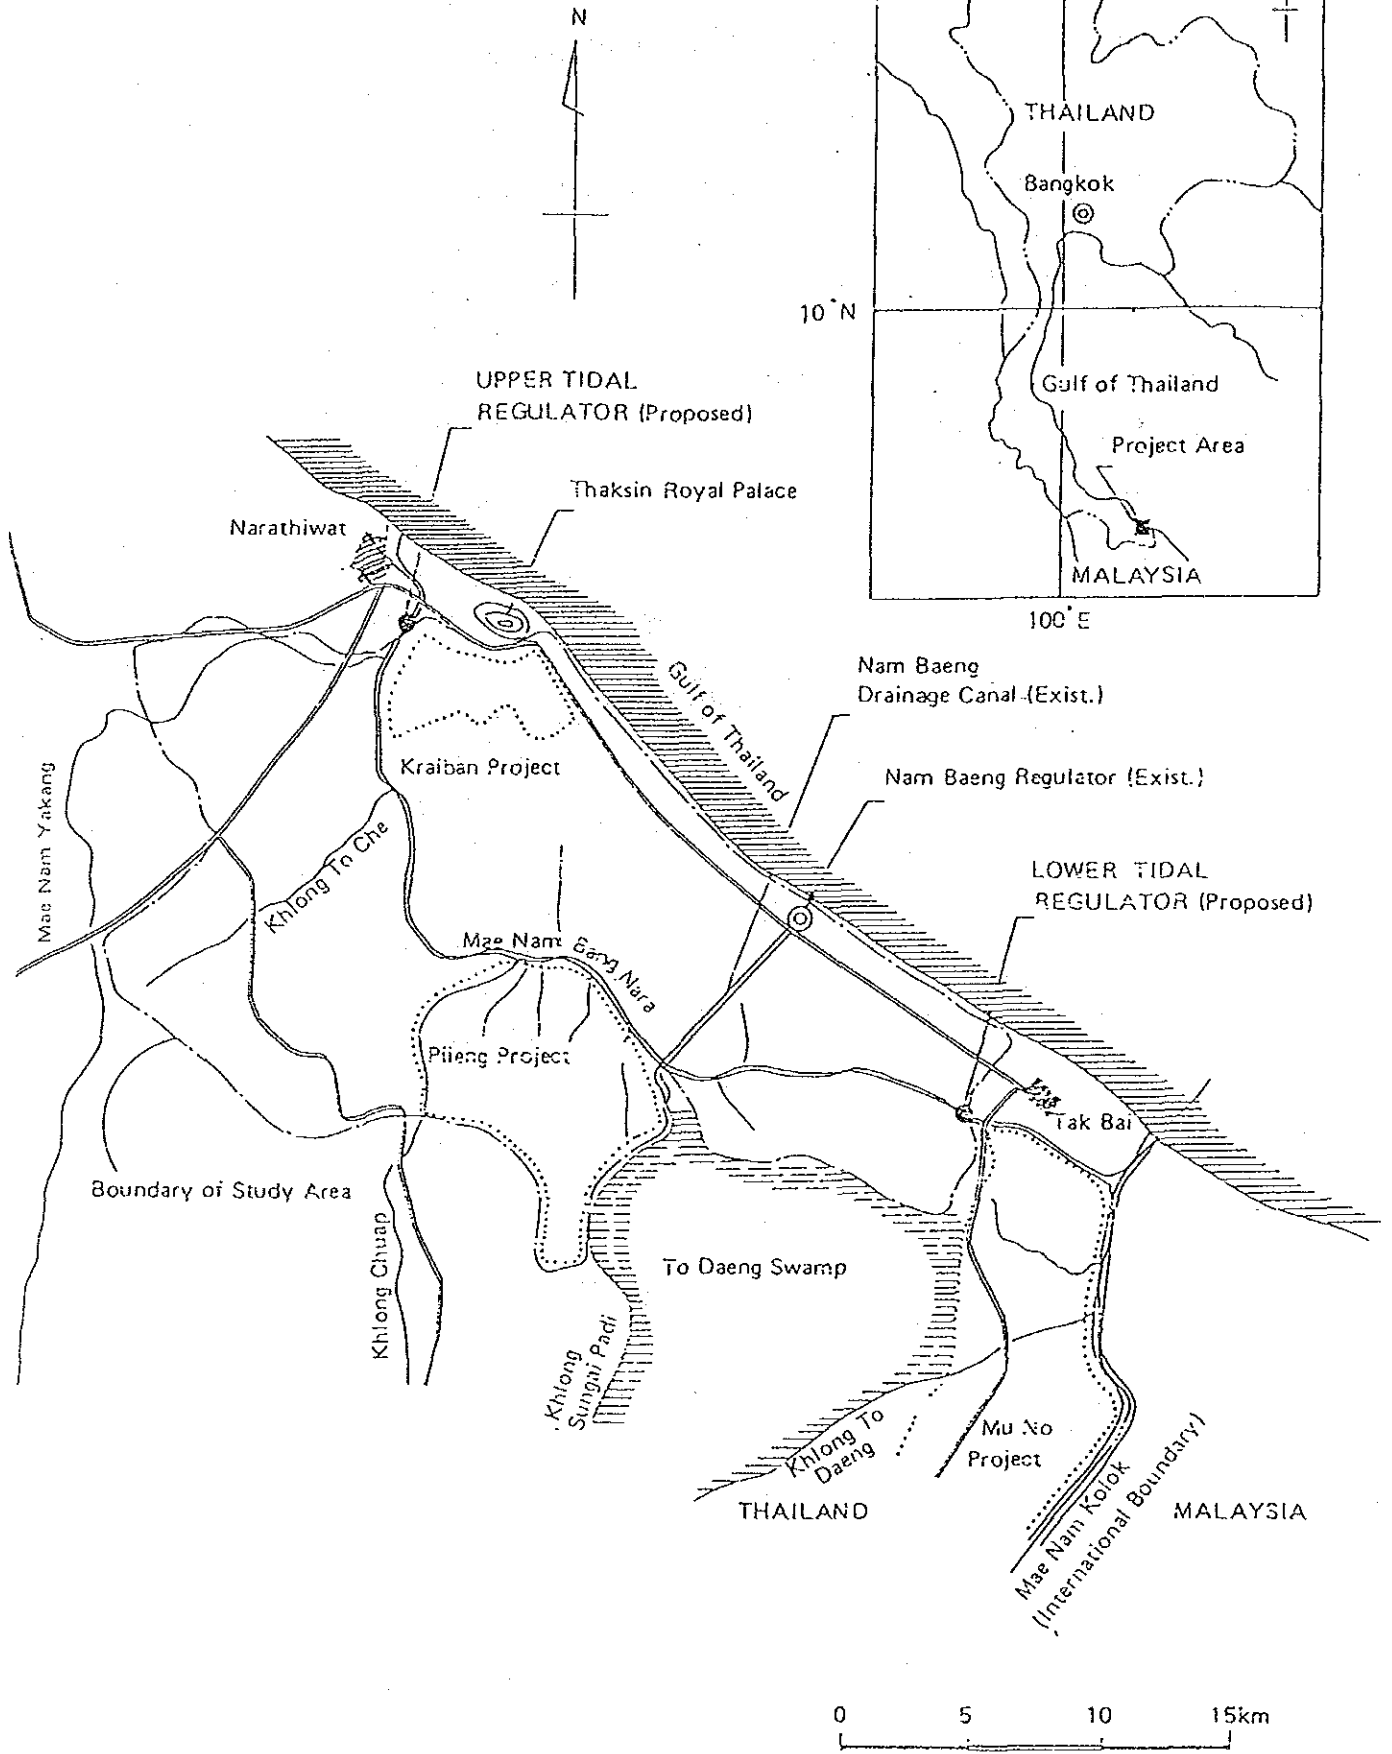 N
THAILAND
Bangkok
10°N
Gulf of Thailand
Project Area
MALAYSIA
100°E
UPPER TIDAL
REGULATOR (Proposed)
Thaksin Royal Palace
Narathiwat
Gulf of Thailand
Nam Baeng
Drainage Canal (Exist.)
Nam Baeng Regulator (Exist.)
Kraiban Project
Mae Nam Yakang
Khlong To Che
LOWER TIDAL
REGULATOR (Proposed)
Mae Nam Bang Nara
Pileng Project
Tak Bai
Boundary of Study Area
Khlong Chuap
To Daeng Swamp
Khlong
Sungai Padi
Khlong To
Daeng
Mu No
Project
Mae Nam Kolok
(International Boundary)
THAILAND
MALAYSIA
0 5 10 15km